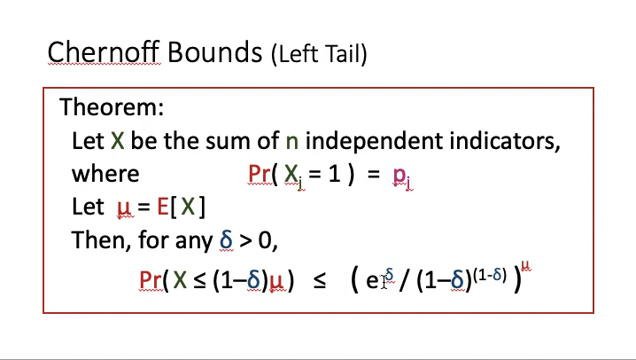 Chernoff Bounds (Left Tail)
Theorem:
Let X be the sum of n independent indicators,
where Pr( Xj = 1 ) = pj
Let μ = E[ X ]
Then, for any δ > 0,
Pr( X ≤ (1–δ)μ ) ≤ ( e^-δ / (1–δ)^(1-δ) )^μ